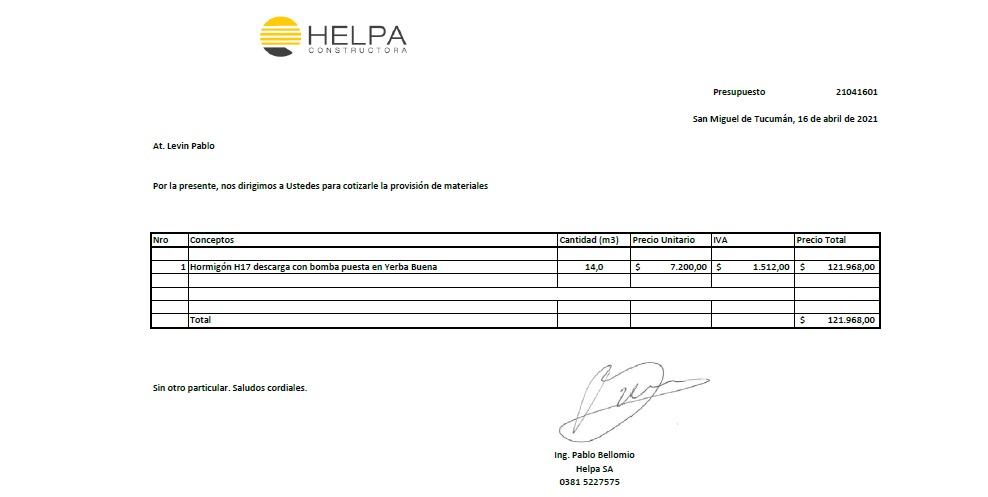 HELPA
CONSTRUCTORA
Presupuesto 21041601
San Miguel de Tucumán, 16 de abril de 2021
At. Levin Pablo
Por la presente, nos dirigimos a Ustedes para cotizarle la provisión de materiales
Nro Conceptos Cantidad (m3) Precio Unitario IVA Precio Total
1 Hormigón H17 descarga con bomba puesta en Yerba Buena 14,0 $ 7.200,00 $ 1.512,00 $ 121.968,00
Total $ 121.968,00
Sin otro particular. Saludos cordiales.
Ing. Pablo Bellomio
Helpa SA
0381 5227575